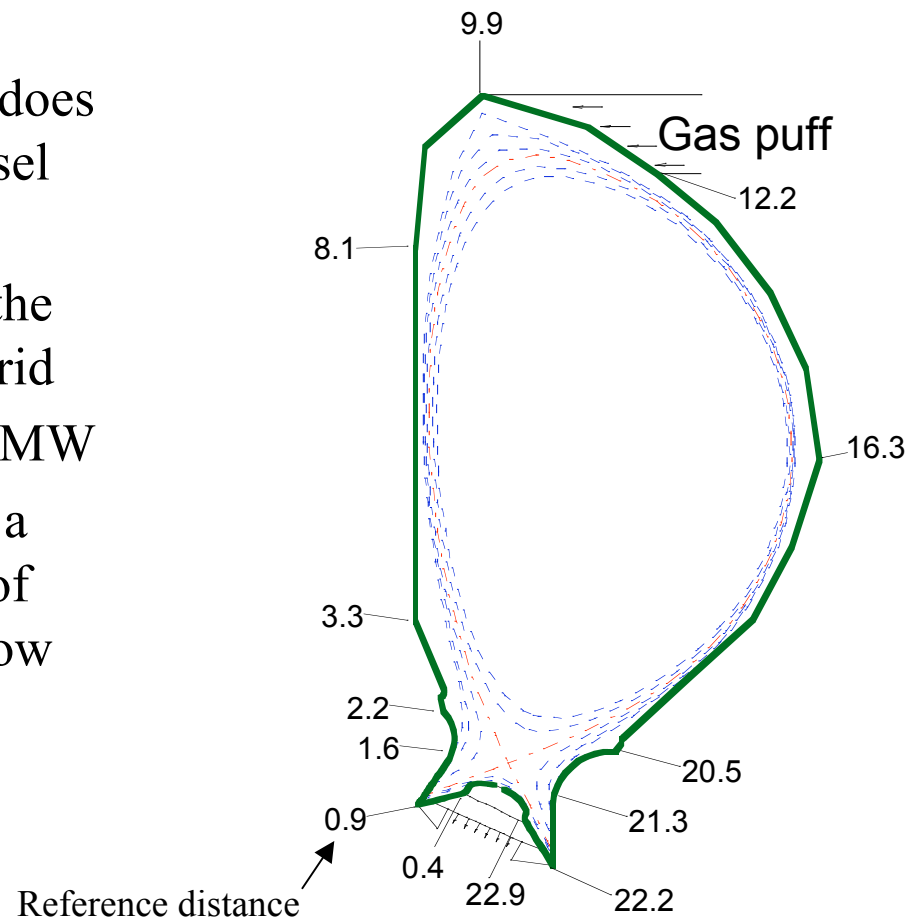 does
sel
the
rid
MW
a
of
ow
9.9
Gas puff
12.2
8.1
16.3
3.3
2.2
1.6
20.5
0.9
21.3
0.4
22.9
22.2
Reference distance